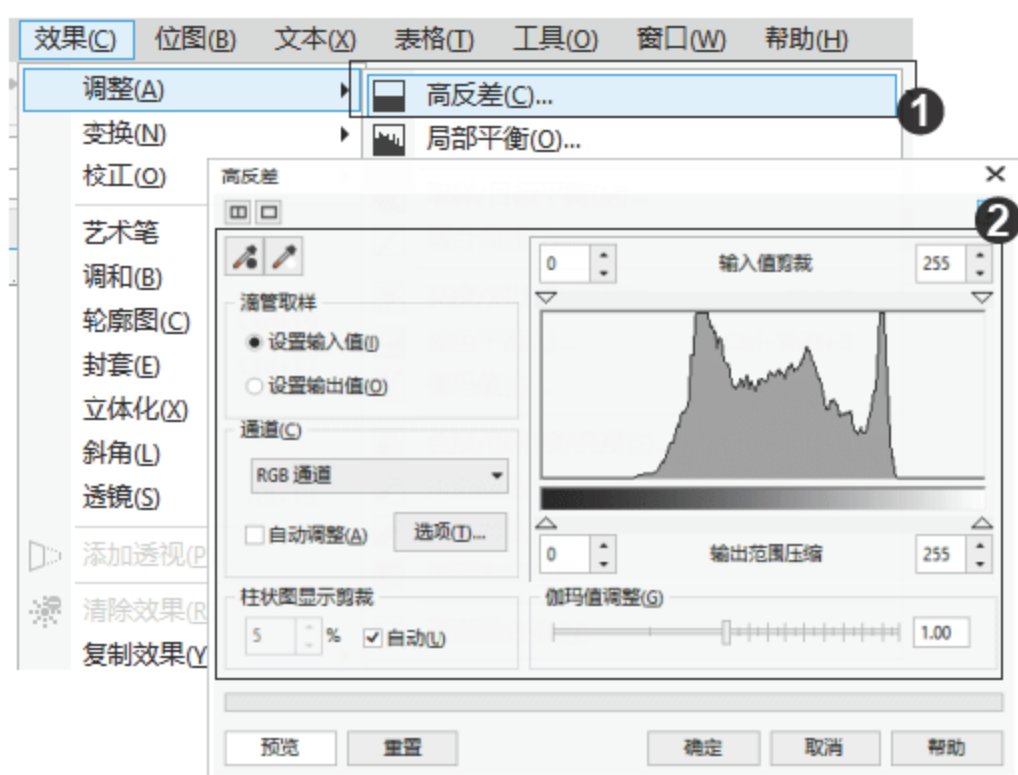 效果(C) 位图(B) 文本(X) 表格(T) 工具(O) 窗口(W) 帮助(H)
调整(A)
高反差(C)...
1
变换(N)
局部平衡(O)...
校正(O)
高反差
2
艺术笔
调和(B)
轮廓图(C)
封套(E)
立体化(X)
斜角(L)
透镜(S)
添加透视(P
清除效果(R
复制效果(Y
滴管取样
设置输入值(I)
设置输出值(O)
通道(C)
RGB 通道
自动调整(A) 选项(T)...
柱状图显示剪裁
5 % 自动(U)
0 输入值剪裁 255
0 输出范围压缩 255
伽玛值调整(G)
1.00
预览 重置 确定 取消 帮助